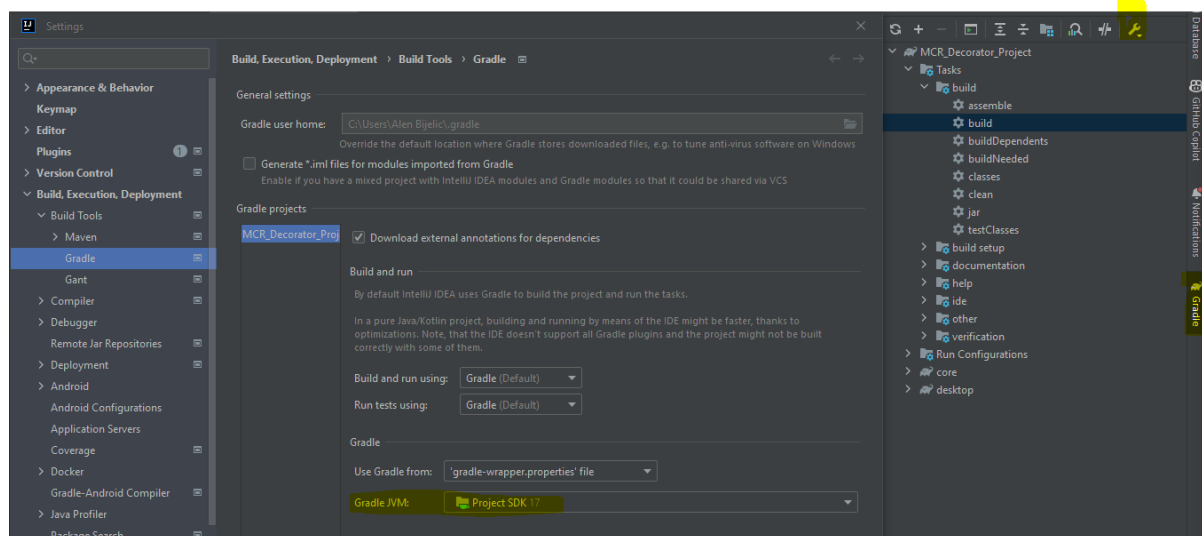 Settings
Appearance & Behavior
Keymap
Editor
Plugins
1
Version Control
Build, Execution, Deployment
Build Tools
Maven
Gradle
Gant
Compiler
Debugger
Remote Jar Repositories
Deployment
Android
Android Configurations
Application Servers
Coverage
Docker
Gradle-Android Compiler
Java Profiler
Package Search
Build, Execution, Deployment › Build Tools › Gradle
General settings
Gradle user home: C:\Users\Alen Bijelic\.gradle
Override the default location where Gradle stores downloaded files, e.g. to tune anti-virus software on Windows
Generate *.iml files for modules imported from Gradle
Enable if you have a mixed project with IntelliJ IDEA modules and Gradle modules so that it could be shared via VCS
Gradle projects
MCR_Decorator_Proj
Download external annotations for dependencies
Build and run
By default IntelliJ IDEA uses Gradle to build the project and run the tasks.
In a pure Java/Kotlin project, building and running by means of the IDE might be faster, thanks to
optimizations. Note, that the IDE doesn't support all Gradle plugins and the project might not be built
correctly with some of them.
Build and run using: Gradle (Default)
Run tests using: Gradle (Default)
Gradle
Use Gradle from: 'gradle-wrapper.properties' file
Gradle JVM: Project SDK 17
MCR_Decorator_Project
Tasks
build
assemble
build
buildDependents
buildNeeded
classes
clean
jar
testClasses
build setup
documentation
help
ide
other
verification
Run Configurations
core
desktop
Database
GitHub Copilot
Notifications
Gradle